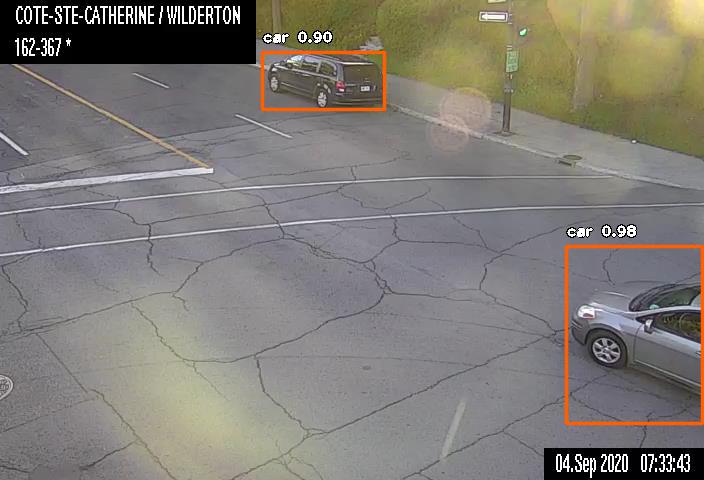 COTE-STE-CATHERINE / WILDERTON
162-367 *
car 0.90
car 0.98
04.Sep 2020 07:33:43